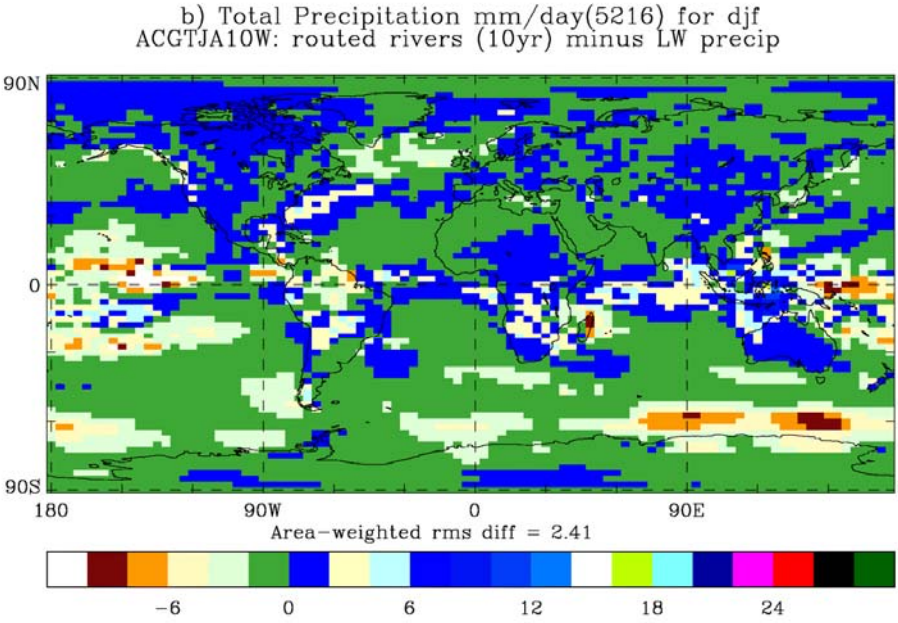 b) Total Precipitation mm/day(5216) for djf
ACGTJA10W: routed rivers (10yr) minus LW precip
90N
0
90S
180 90W 0 90E
Area-weighted rms diff = 2.41
-6 0 6 12 18 24